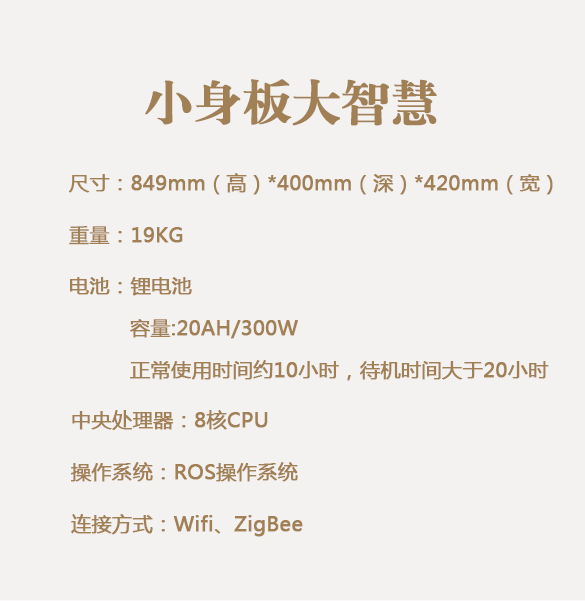 小身板大智慧
尺寸：849mm（高）*400mm（深）*420mm（宽）
重量：19KG
电池：锂电池
容量:20AH/300W
正常使用时间约10小时，待机时间大于20小时
中央处理器：8核CPU
操作系统：ROS操作系统
连接方式：Wifi、ZigBee